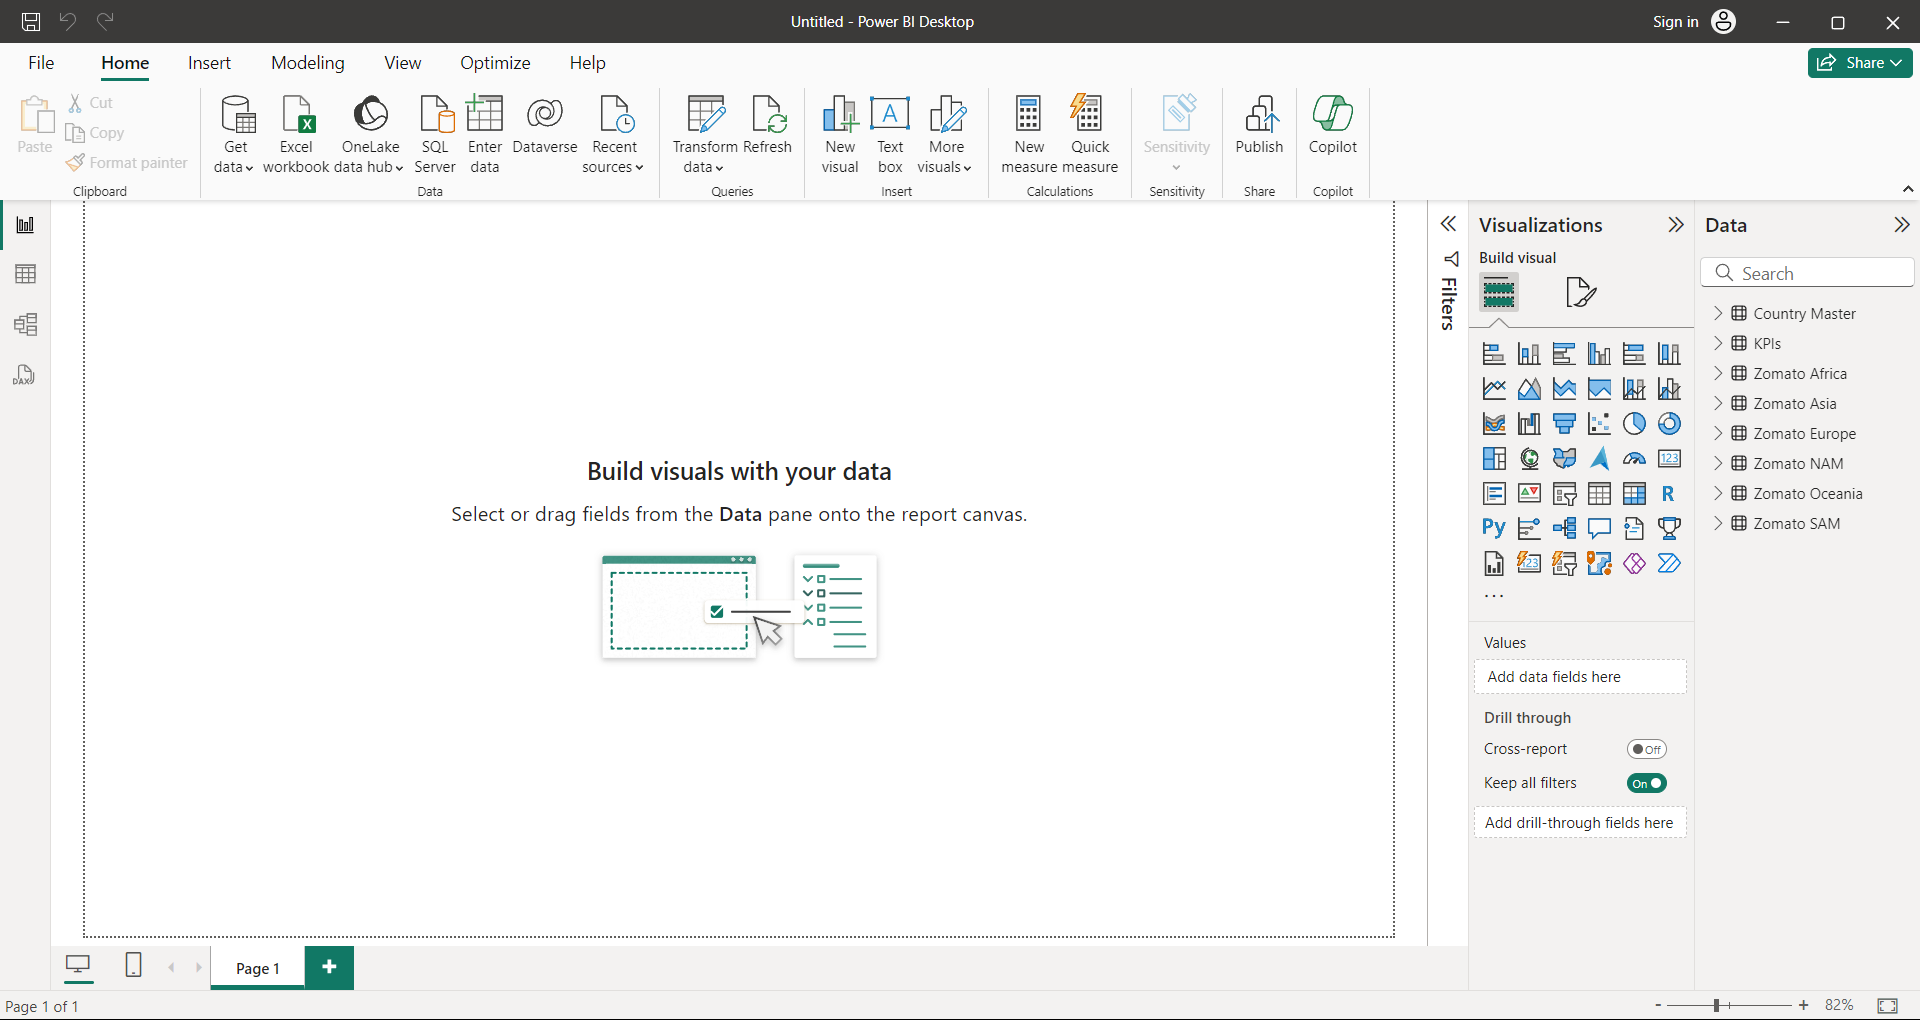 Untitled - Power BI Desktop
Sign in
File
Home
Insert
Modeling
View
Optimize
Help
Share
Paste
Cut
Copy
Format painter
Clipboard
Get data
Excel workbook
OneLake data hub
SQL Server
Enter data
Dataverse
Recent sources
Data
Transform data
Refresh
Queries
New visual
A
Text box
More visuals
Insert
New measure
Quick measure
Calculations
Sensitivity
Sensitivity
Publish
Share
Copilot
Copilot
DAX
Build visuals with your data
Select or drag fields from the Data pane onto the report canvas.
Filters
Visualizations
Build visual
123
R
Py
123
...
Values
Add data fields here
Drill through
Cross-report
Off
Keep all filters
On
Add drill-through fields here
Data
Search
Country Master
KPIs
Zomato Africa
Zomato Asia
Zomato Europe
Zomato NAM
Zomato Oceania
Zomato SAM
Page 1
+
Page 1 of 1
- + 82%